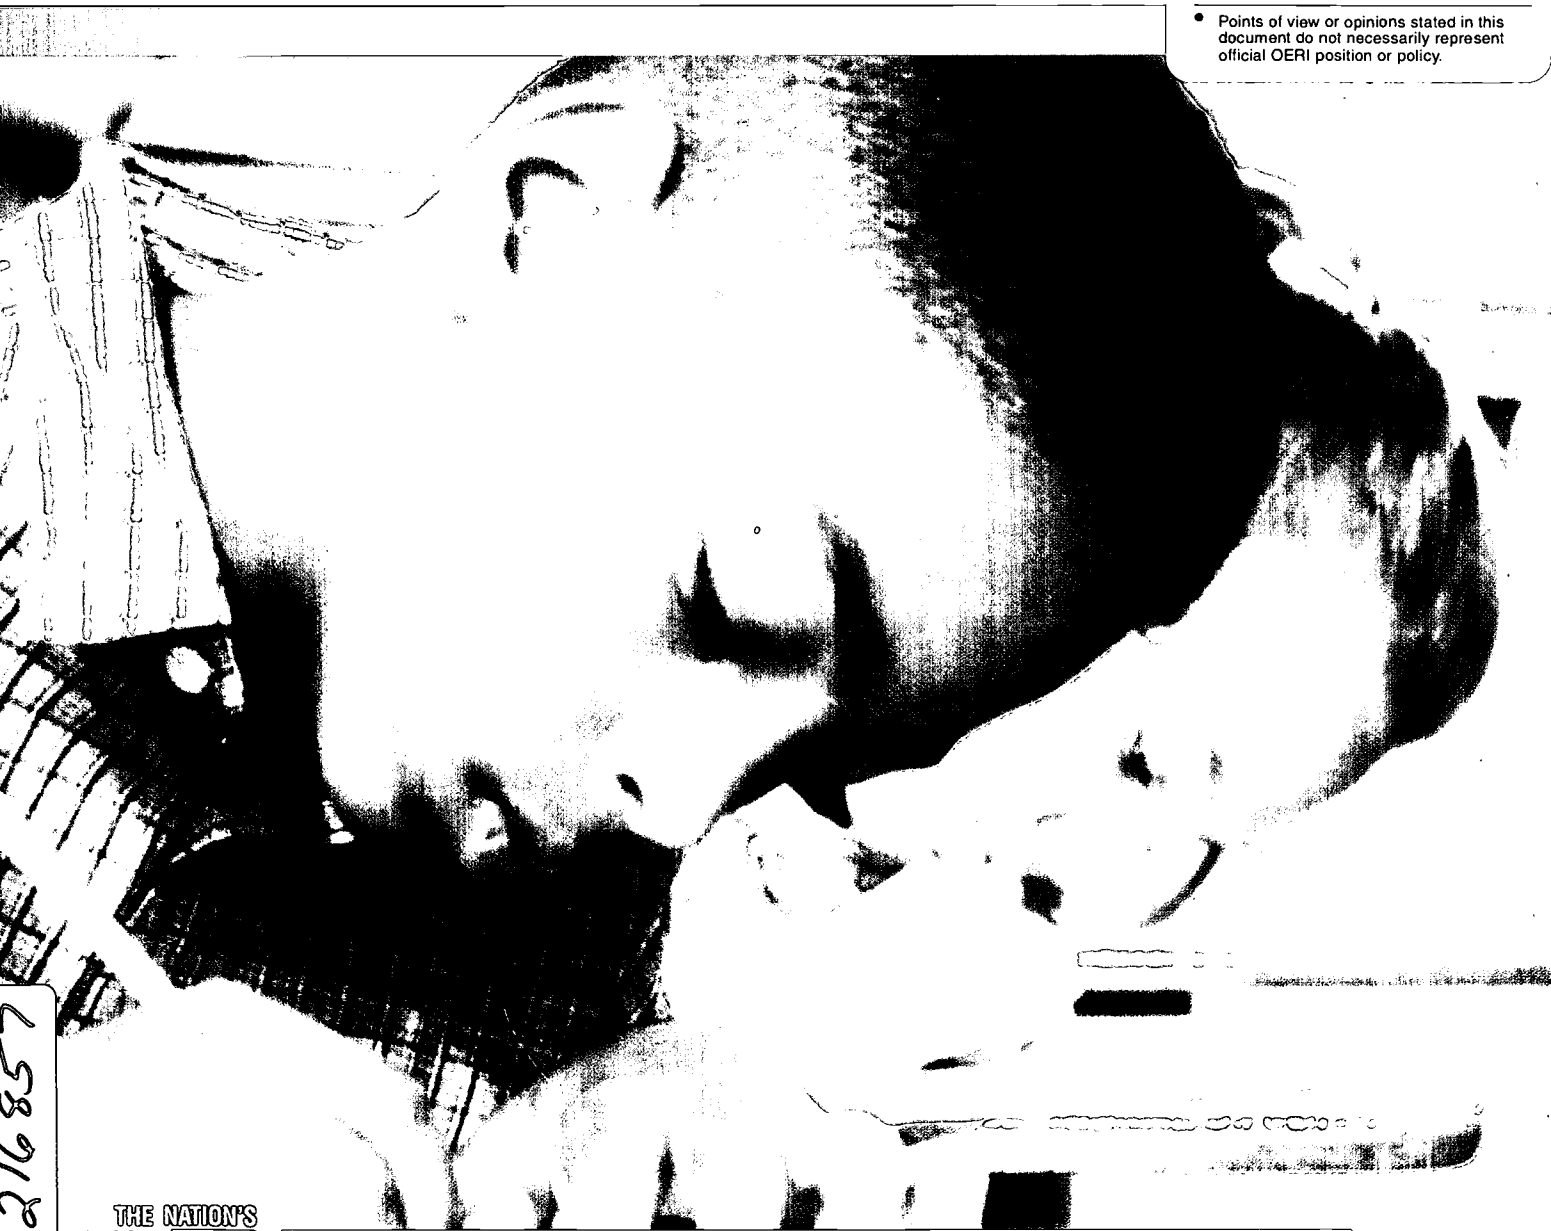 • Points of view or opinions stated in this
document do not necessarily represent
official OERI position or policy.
216857
THE NATION'S